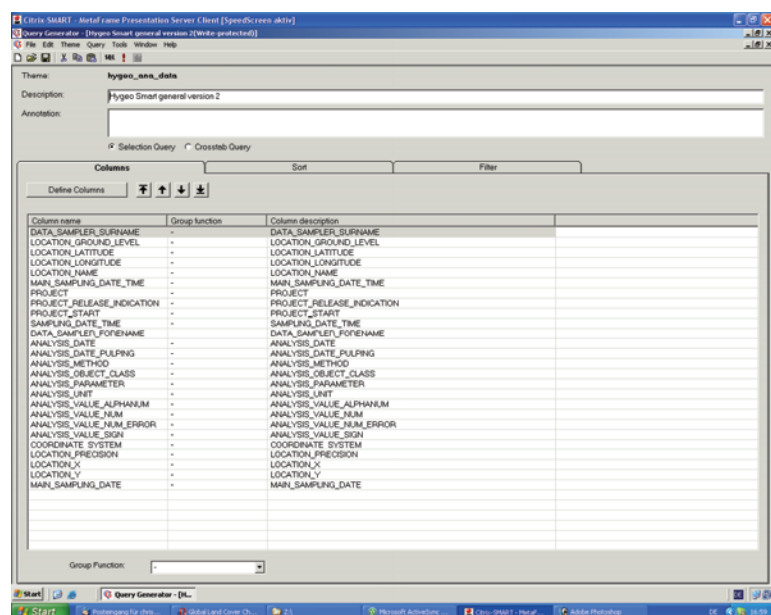 Citrix-SMART - MetaFrame Presentation Server Client [SpeedScreen aktiv]
Query Generator - [Hygeo Smart general version 2(Write-protected)]
File Edit Theme Query Tools Window Help
SQL !
Theme: hygeo_ana_data
Description: Hygeo Smart general version 2
Annotation:
Selection Query Crosstab Query
Columns Sort Filter
Define Columns
Column name Group function Column description
DATA_SAMPLER_SURNAME - DATA_SAMPLER_SURNAME
LOCATION_GROUND_LEVEL - LOCATION_GROUND_LEVEL
LOCATION_LATITUDE - LOCATION_LATITUDE
LOCATION_LONGITUDE - LOCATION_LONGITUDE
LOCATION_NAME - LOCATION_NAME
MAIN_SAMPLING_DATE_TIME - MAIN_SAMPLING_DATE_TIME
PROJECT - PROJECT
PROJECT_RELEASE_INDICATION - PROJECT_RELEASE_INDICATION
PROJECT_START - PROJECT_START
SAMPLING_DATE_TIME - SAMPLING_DATE_TIME
DATA_SAMPLER_FORENAME DATA_SAMPLER_FORENAME
ANALYSIS_DATE - ANALYSIS_DATE
ANALYSIS_DATE_PULPING - ANALYSIS_DATE_PULPING
ANALYSIS_METHOD - ANALYSIS_METHOD
ANALYSIS_OBJECT_CLASS - ANALYSIS_OBJECT_CLASS
ANALYSIS_PARAMETER - ANALYSIS_PARAMETER
ANALYSIS_UNIT - ANALYSIS_UNIT
ANALYSIS_VALUE_ALPHANUM - ANALYSIS_VALUE_ALPHANUM
ANALYSIS_VALUE_NUM - ANALYSIS_VALUE_NUM
ANALYSIS_VALUE_NUM_ERROR - ANALYSIS_VALUE_NUM_ERROR
ANALYSIS_VALUE_SIGN - ANALYSIS_VALUE_SIGN
COORDINATE SYSTEM - COORDINATE SYSTEM
LOCATION_PRECISION - LOCATION_PRECISION
LOCATION_X - LOCATION_X
LOCATION_Y - LOCATION_Y
MAIN_SAMPLING_DATE - MAIN_SAMPLING_DATE
Group Function: -
Start Query Generator - [H...
Start Posteingang für chris... Global Land Cover Ch... Z:\ Microsoft ActiveSync ... Citrix-SMART - MetaF... Adobe Photoshop DE 16:59